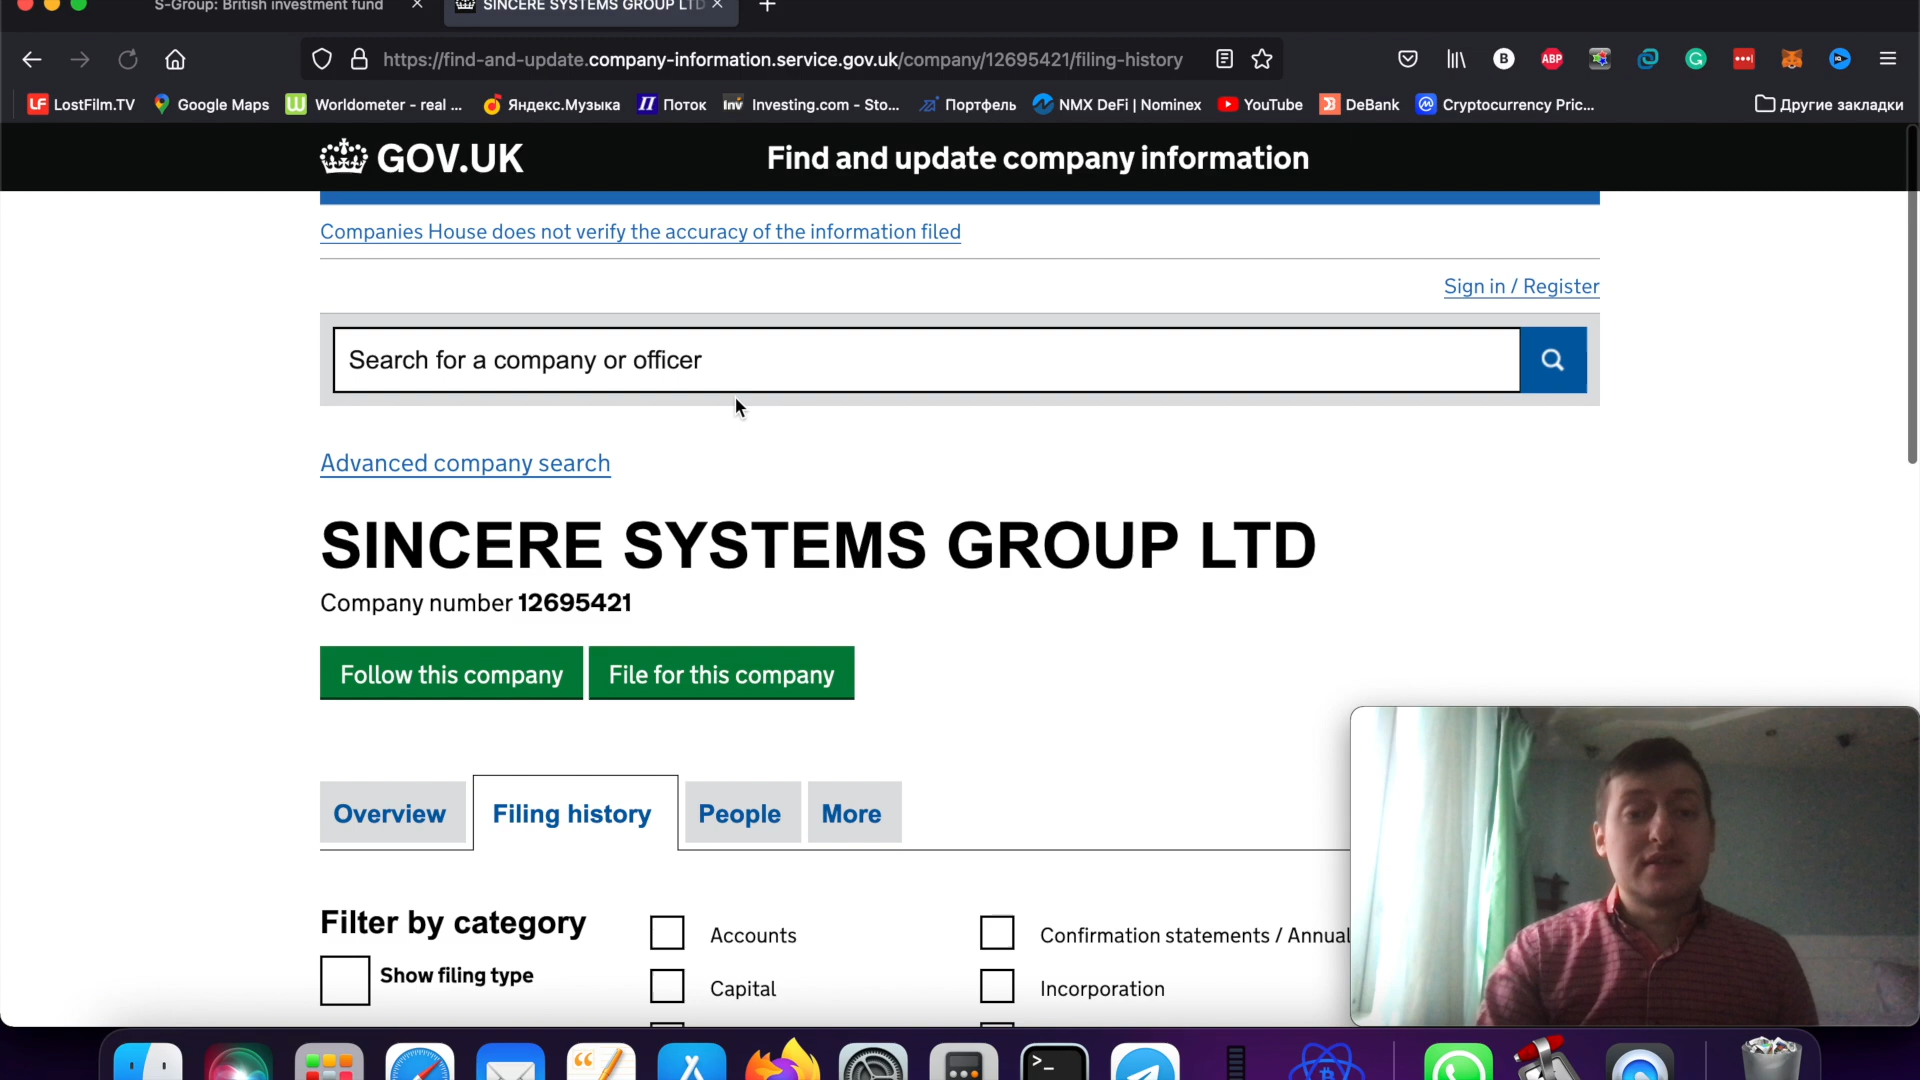 S-Group: British investment fund
SINCERE SYSTEMS GROUP LTD
https://find-and-update.company-information.service.gov.uk/company/12695421/filing-history
B
ABP
LF LostFilm.TV
Google Maps
W Worldometer - real ...
Яндекс.Музыка
П Поток
Inv Investing.com - Sto...
Портфель
NMX DeFi | Nominex
YouTube
DeBank
Cryptocurrency Pric...
Другие закладки
GOV.UK
Find and update company information
Companies House does not verify the accuracy of the information filed
Sign in / Register
Search for a company or officer
Advanced company search
SINCERE SYSTEMS GROUP LTD
Company number 12695421
Follow this company
File for this company
Overview
Filing history
People
More
Filter by category
Show filing type
Accounts
Confirmation statements / Annual
Capital
Incorporation